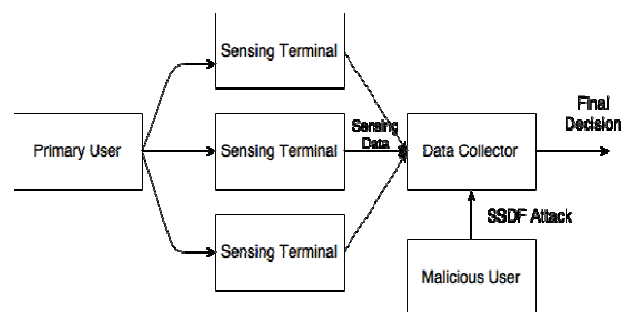 Sensing Terminal
Primary User
Sensing Terminal
Sensing
Data
Data Collector
Final
Decision
Sensing Terminal
SSDF Attack
Malicious User